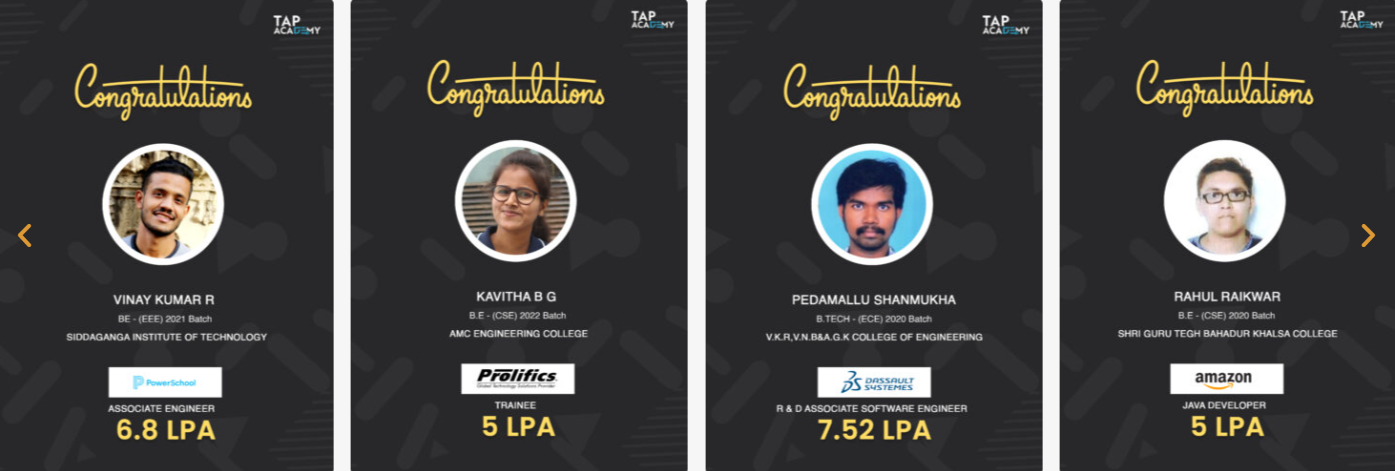 TAP
ACADEMY
Congratulations
VINAY KUMAR R
BE - (EEE) 2021 Batch
SIDDAGANGA INSTITUTE OF TECHNOLOGY
PowerSchool
ASSOCIATE ENGINEER
6.8 LPA
TAP
ACADEMY
Congratulations
KAVITHA B G
B.E - (CSE) 2022 Batch
AMC ENGINEERING COLLEGE
Prolifics
Global Technology Solutions Provider
TRAINEE
5 LPA
TAP
ACADEMY
Congratulations
PEDAMALLU SHANMUKHA
B.TECH - (ECE) 2020 Batch
V.K.R,V.N.B&A.G.K COLLEGE OF ENGINEERING
DASSAULT
SYSTEMES
R & D ASSOCIATE SOFTWARE ENGINEER
7.52 LPA
TAP
ACADEMY
Congratulations
RAHUL RAIKWAR
B.E - (CSE) 2020 Batch
SHRI GURU TEGH BAHADUR KHALSA COLLEGE
amazon
JAVA DEVELOPER
5 LPA